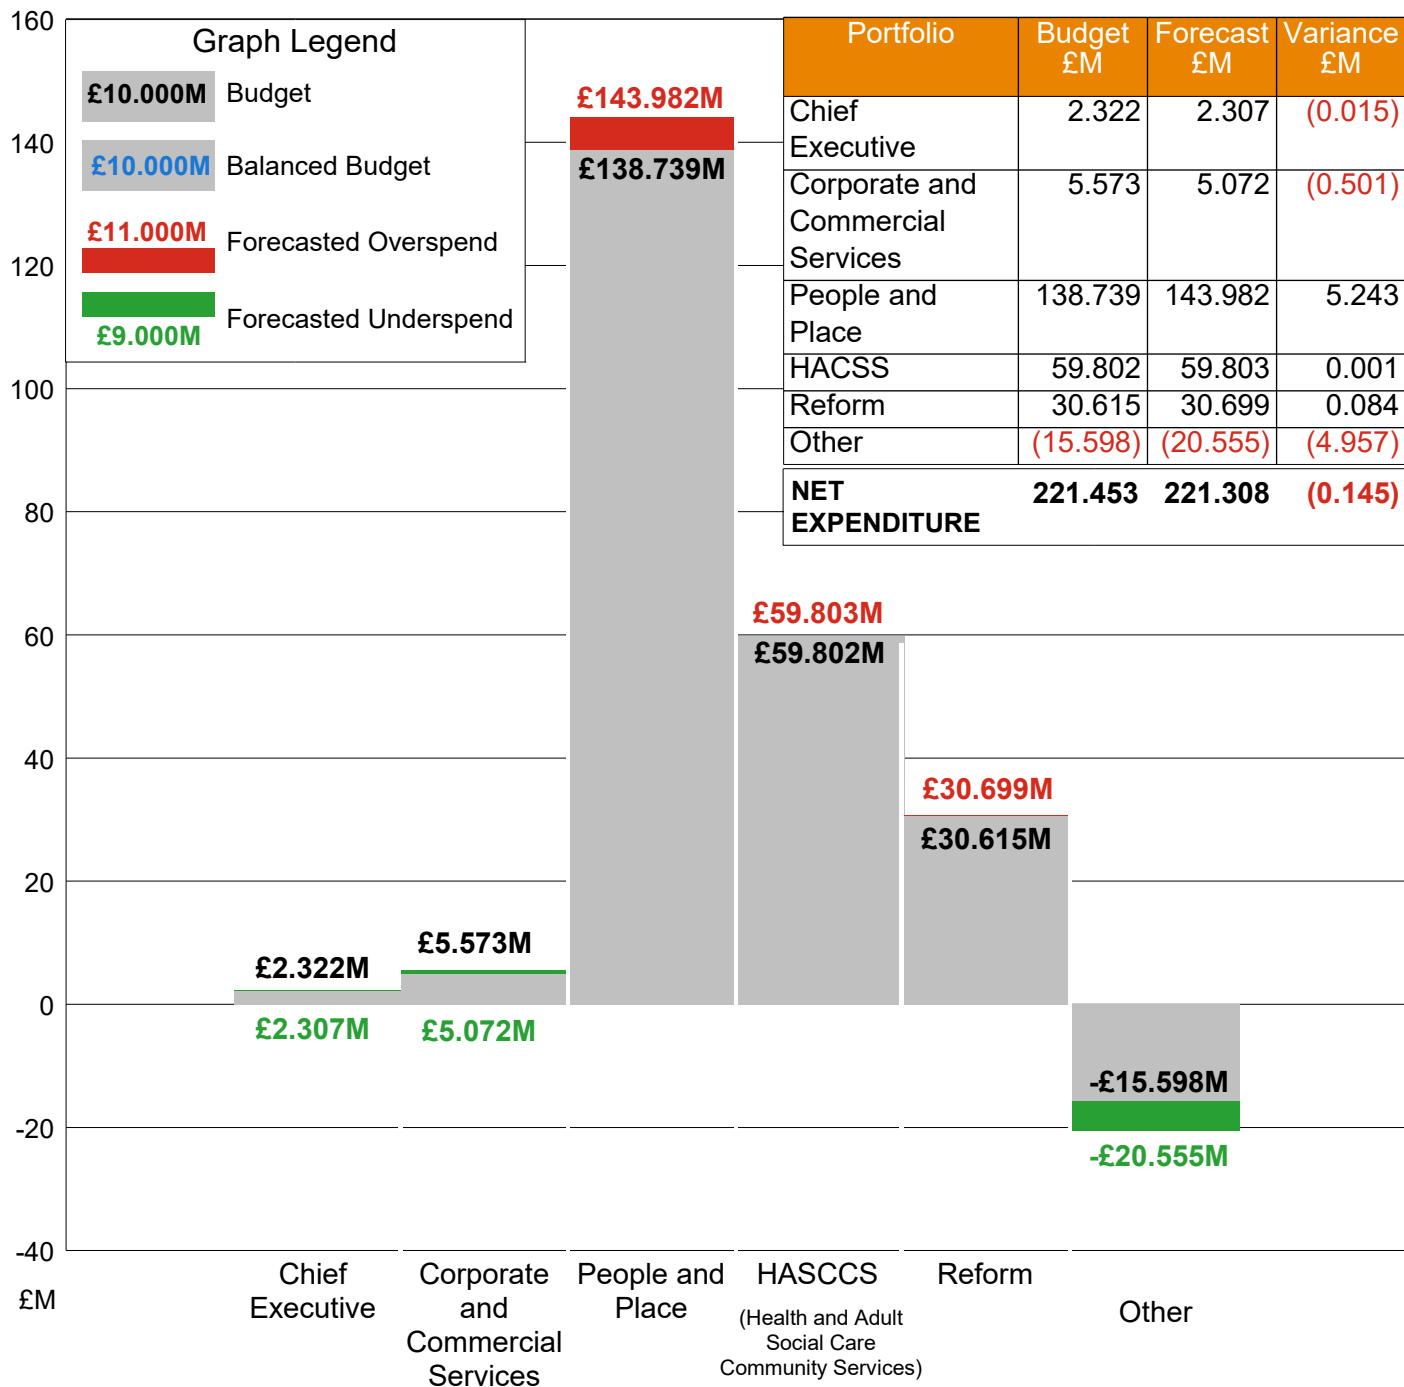 160
140
120
100
80
60
40
20
0
-20
-40
£M
Graph Legend
£10.000M Budget
£10.000M Balanced Budget
£11.000M Forecasted Overspend
Forecasted Underspend
£9.000M
Portfolio Budget £M Forecast £M Variance £M
Chief Executive 2.322 2.307 (0.015)
Corporate and Commercial Services 5.573 5.072 (0.501)
People and Place 138.739 143.982 5.243
HACSS 59.802 59.803 0.001
Reform 30.615 30.699 0.084
Other (15.598) (20.555) (4.957)
NET EXPENDITURE 221.453 221.308 (0.145)
£143.982M
£138.739M
£59.803M
£59.802M
£30.699M
£30.615M
£5.573M
£2.322M
£2.307M
£5.072M
-£15.598M
-£20.555M
Chief
Executive
Corporate
and
Commercial
Services
People and
Place
HASCCS
(Health and Adult
Social Care
Community Services)
Reform
Other